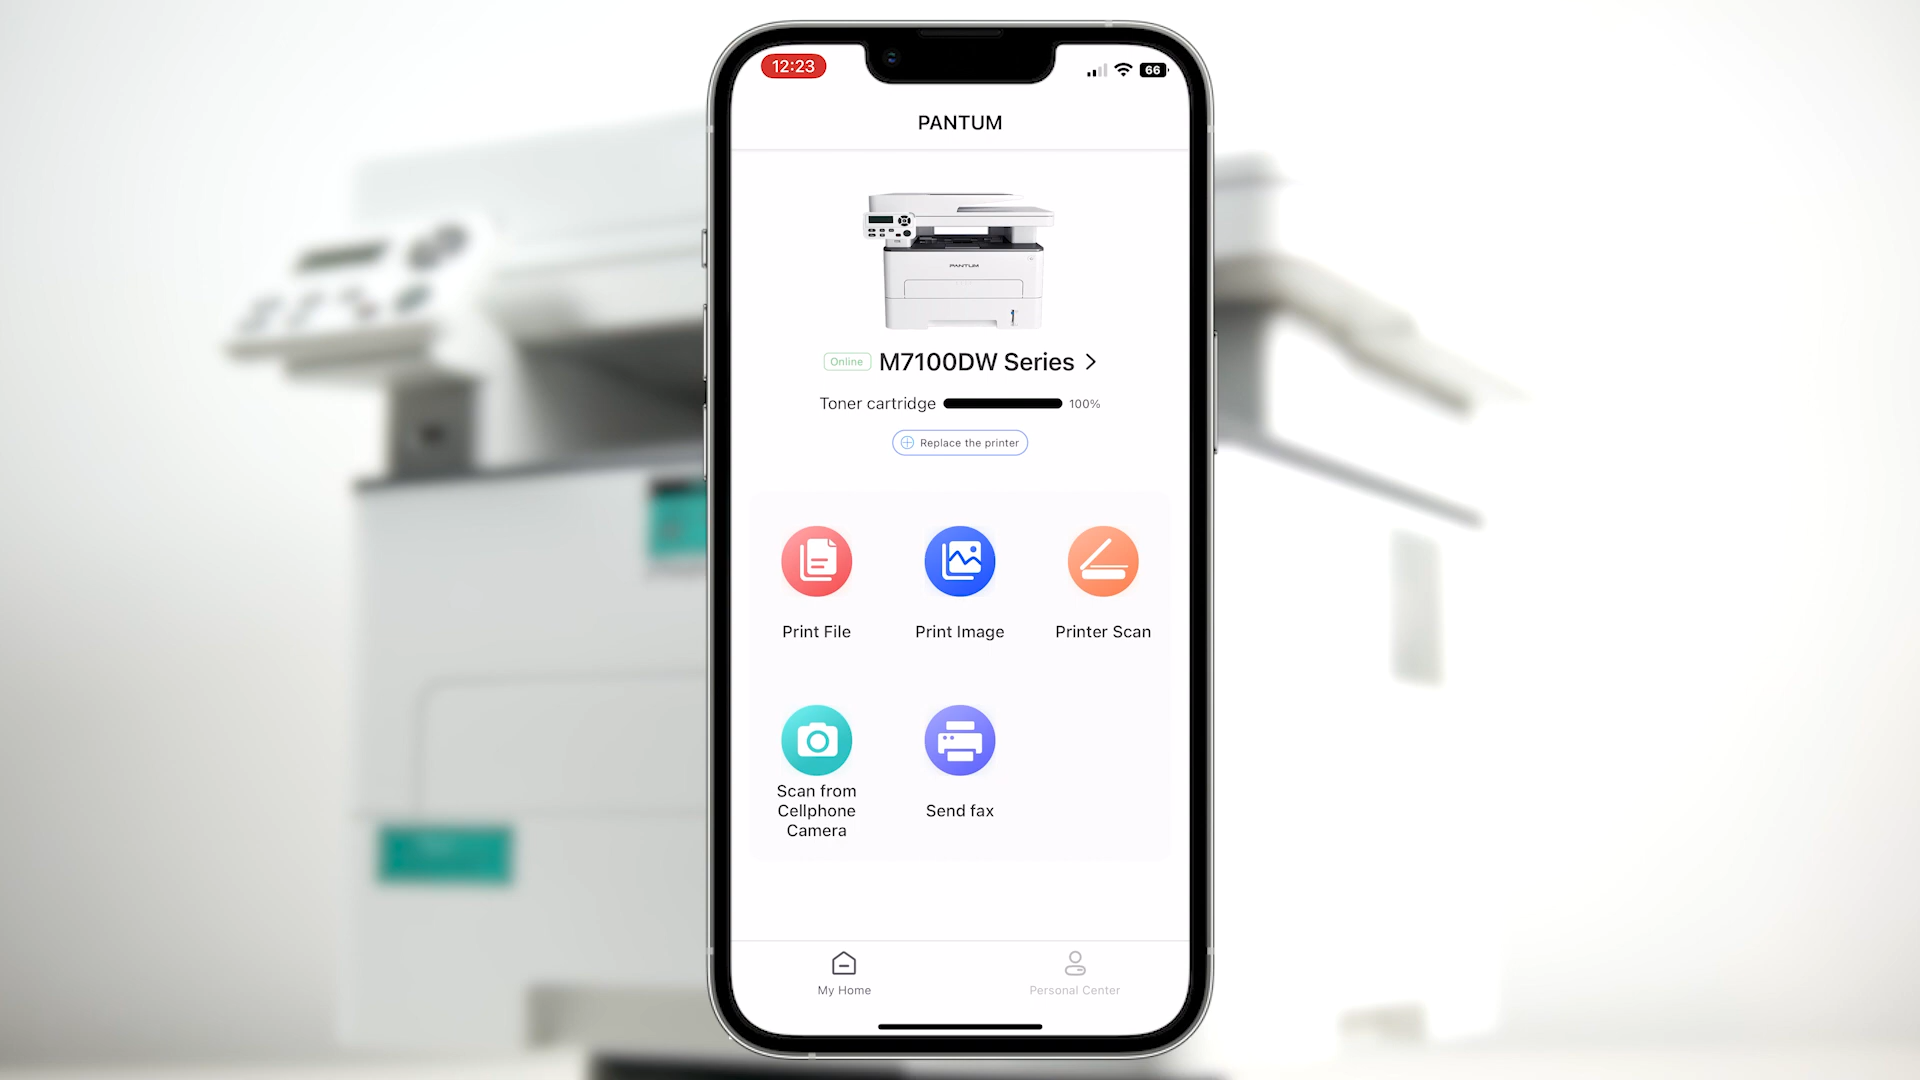 12:23
66
PANTUM
PANTUM
Online
M7100DW Series
Toner cartridge
100%
Replace the printer
Print File
Print Image
Printer Scan
Scan from
Cellphone
Camera
Send fax
My Home
Personal Center